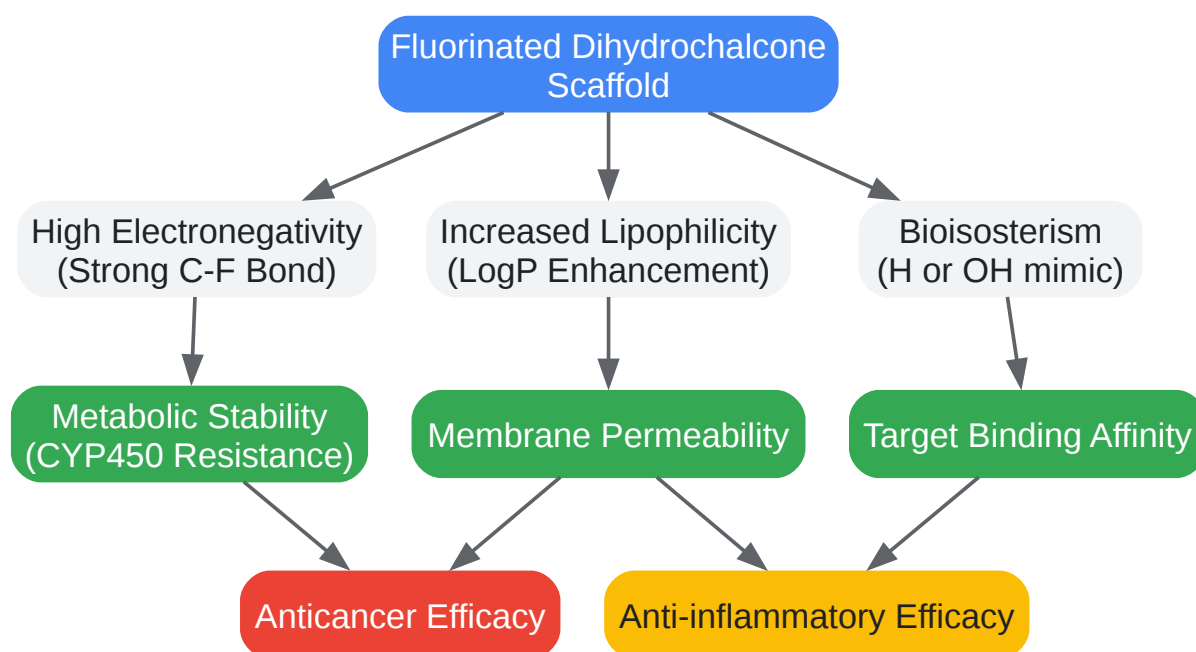 Fluorinated Dihydrochalcone
Scaffold
High Electronegativity
(Strong C-F Bond)
Increased Lipophilicity
(LogP Enhancement)
Bioisosterism
(H or OH mimic)
Metabolic Stability
(CYP450 Resistance)
Membrane Permeability
Target Binding Affinity
Anticancer Efficacy
Anti-inflammatory Efficacy